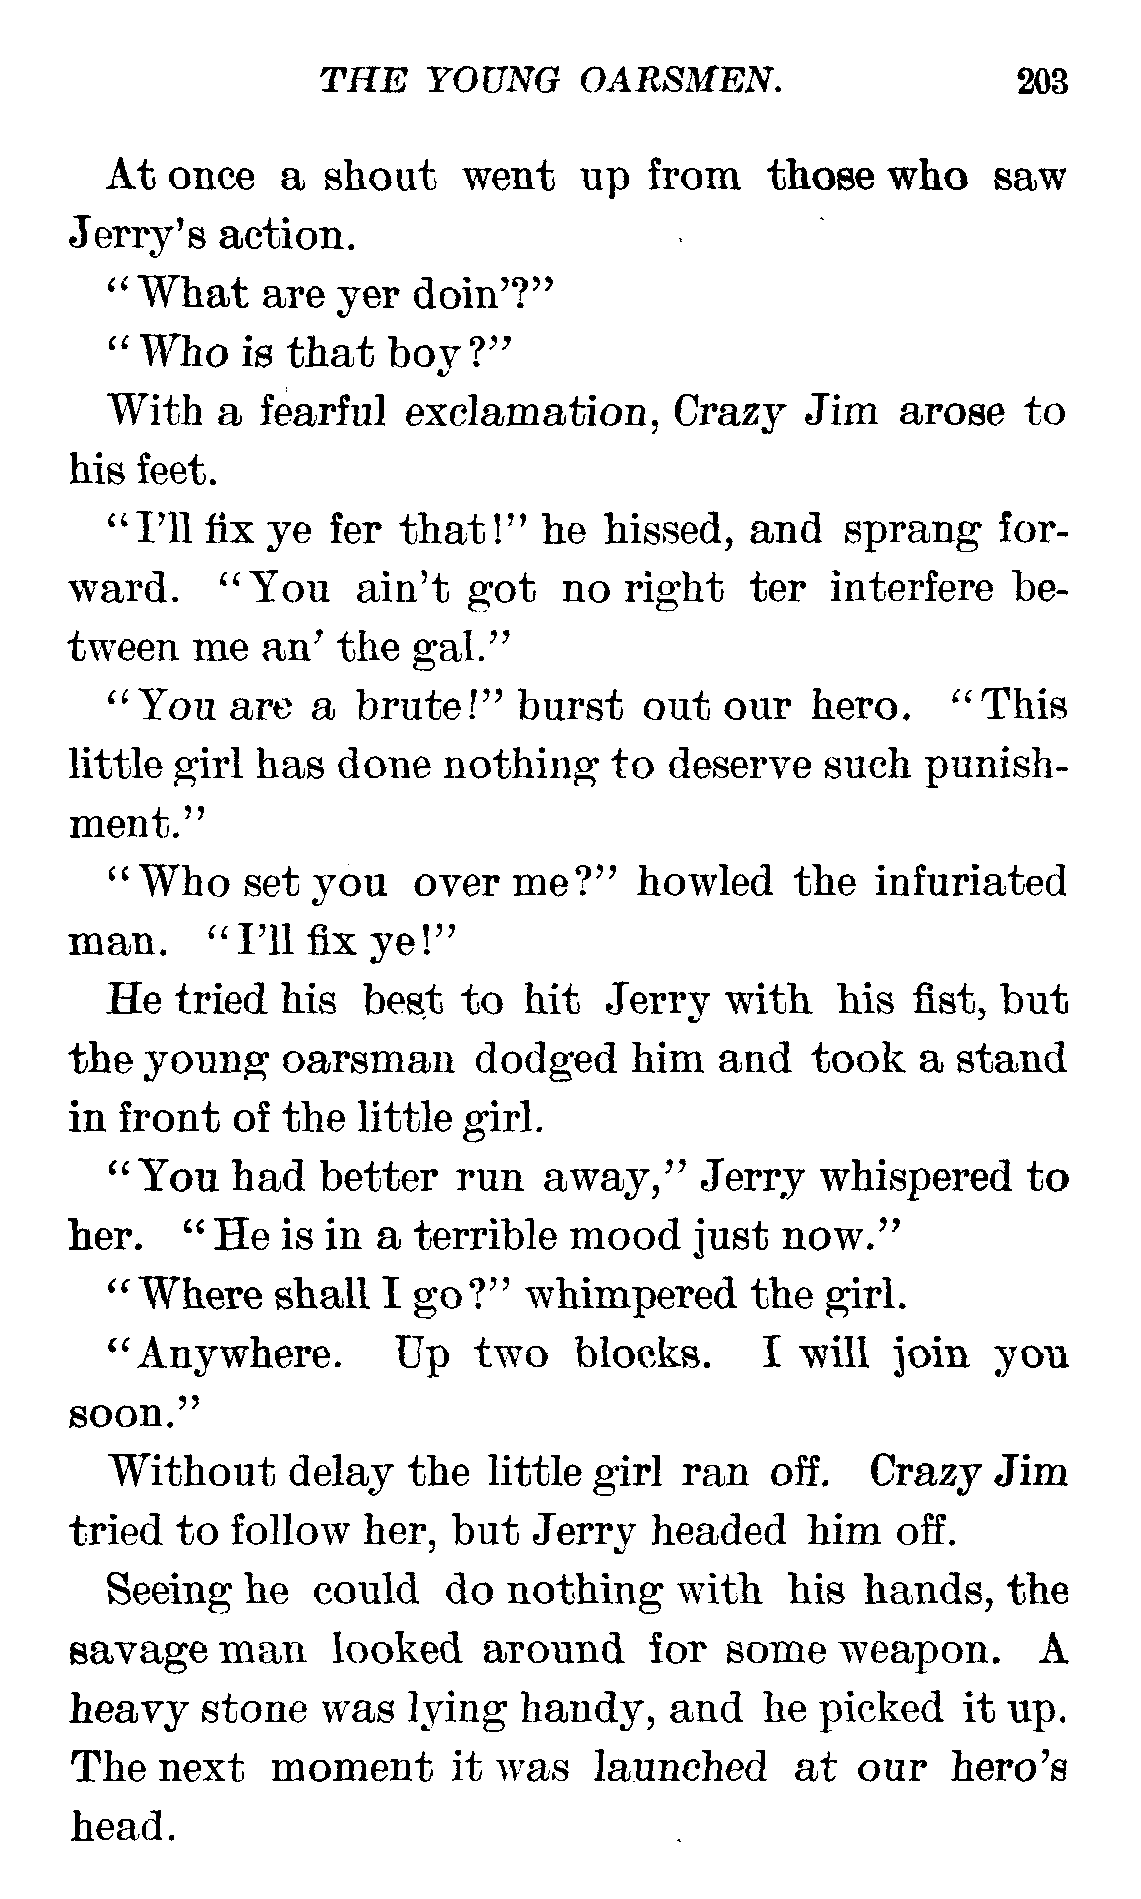 THE YOUNG OARSMEN. 203
At once a shout went up from those who saw
Jerry's action.
"What are yer doin'?"
"Who is that boy?"
With a fearful exclamation, Crazy Jim arose to
his feet.
"I'll fix ye fer that!" he hissed, and sprang for-
ward. "You ain't got no right ter interfere be-
tween me an' the gal."
"You are a brute!" burst out our hero. "This
little girl has done nothing to deserve such punish-
ment."
"Who set you over me?" howled the infuriated
man. "I'll fix ye!"
He tried his best to hit Jerry with his fist, but
the young oarsman dodged him and took a stand
in front of the little girl.
"You had better run away," Jerry whispered to
her. "He is in a terrible mood just now."
"Where shall I go?" whimpered the girl.
"Anywhere. Up two blocks. I will join you
soon."
Without delay the little girl ran off. Crazy Jim
tried to follow her, but Jerry headed him off.
Seeing he could do nothing with his hands, the
savage man looked around for some weapon. A
heavy stone was lying handy, and he picked it up.
The next moment it was launched at our hero's
head.